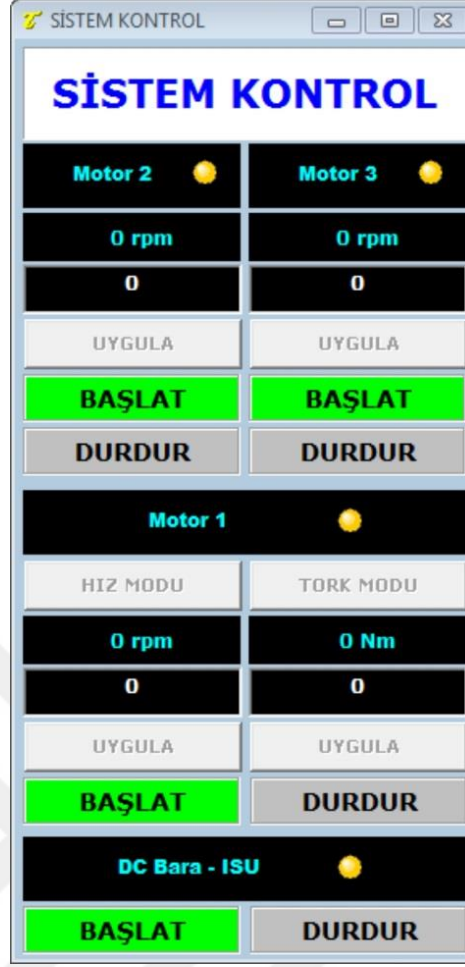 SİSTEM KONTROL
SİSTEM KONTROL
Motor 2 Motor 3
0 rpm 0 rpm
0 0
UYGULA UYGULA
BAŞLAT BAŞLAT
DURDUR DURDUR
Motor 1
HIZ MODU TORK MODU
0 rpm 0 Nm
0 0
UYGULA UYGULA
BAŞLAT DURDUR
DC Bara - ISU
BAŞLAT DURDUR